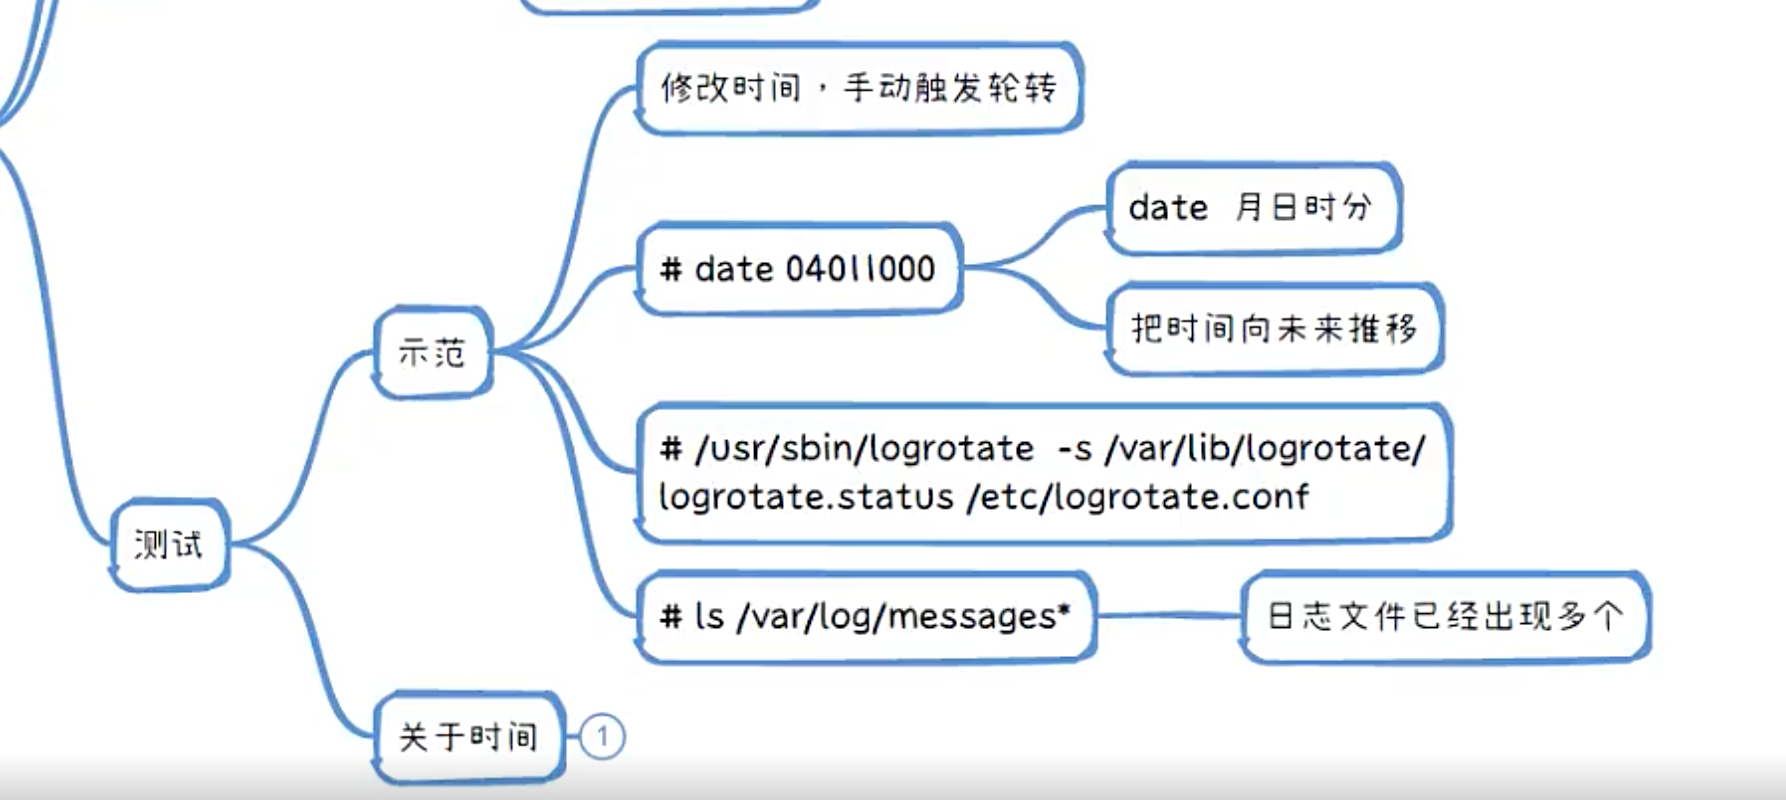 修改时间，手动触发轮转
date 月日时分
# date 04011000
把时间向未来推移
示范
# /usr/sbin/logrotate -s /var/lib/logrotate/
logrotate.status /etc/logrotate.conf
测试
# ls /var/log/messages*
日志文件已经出现多个
关于时间
1